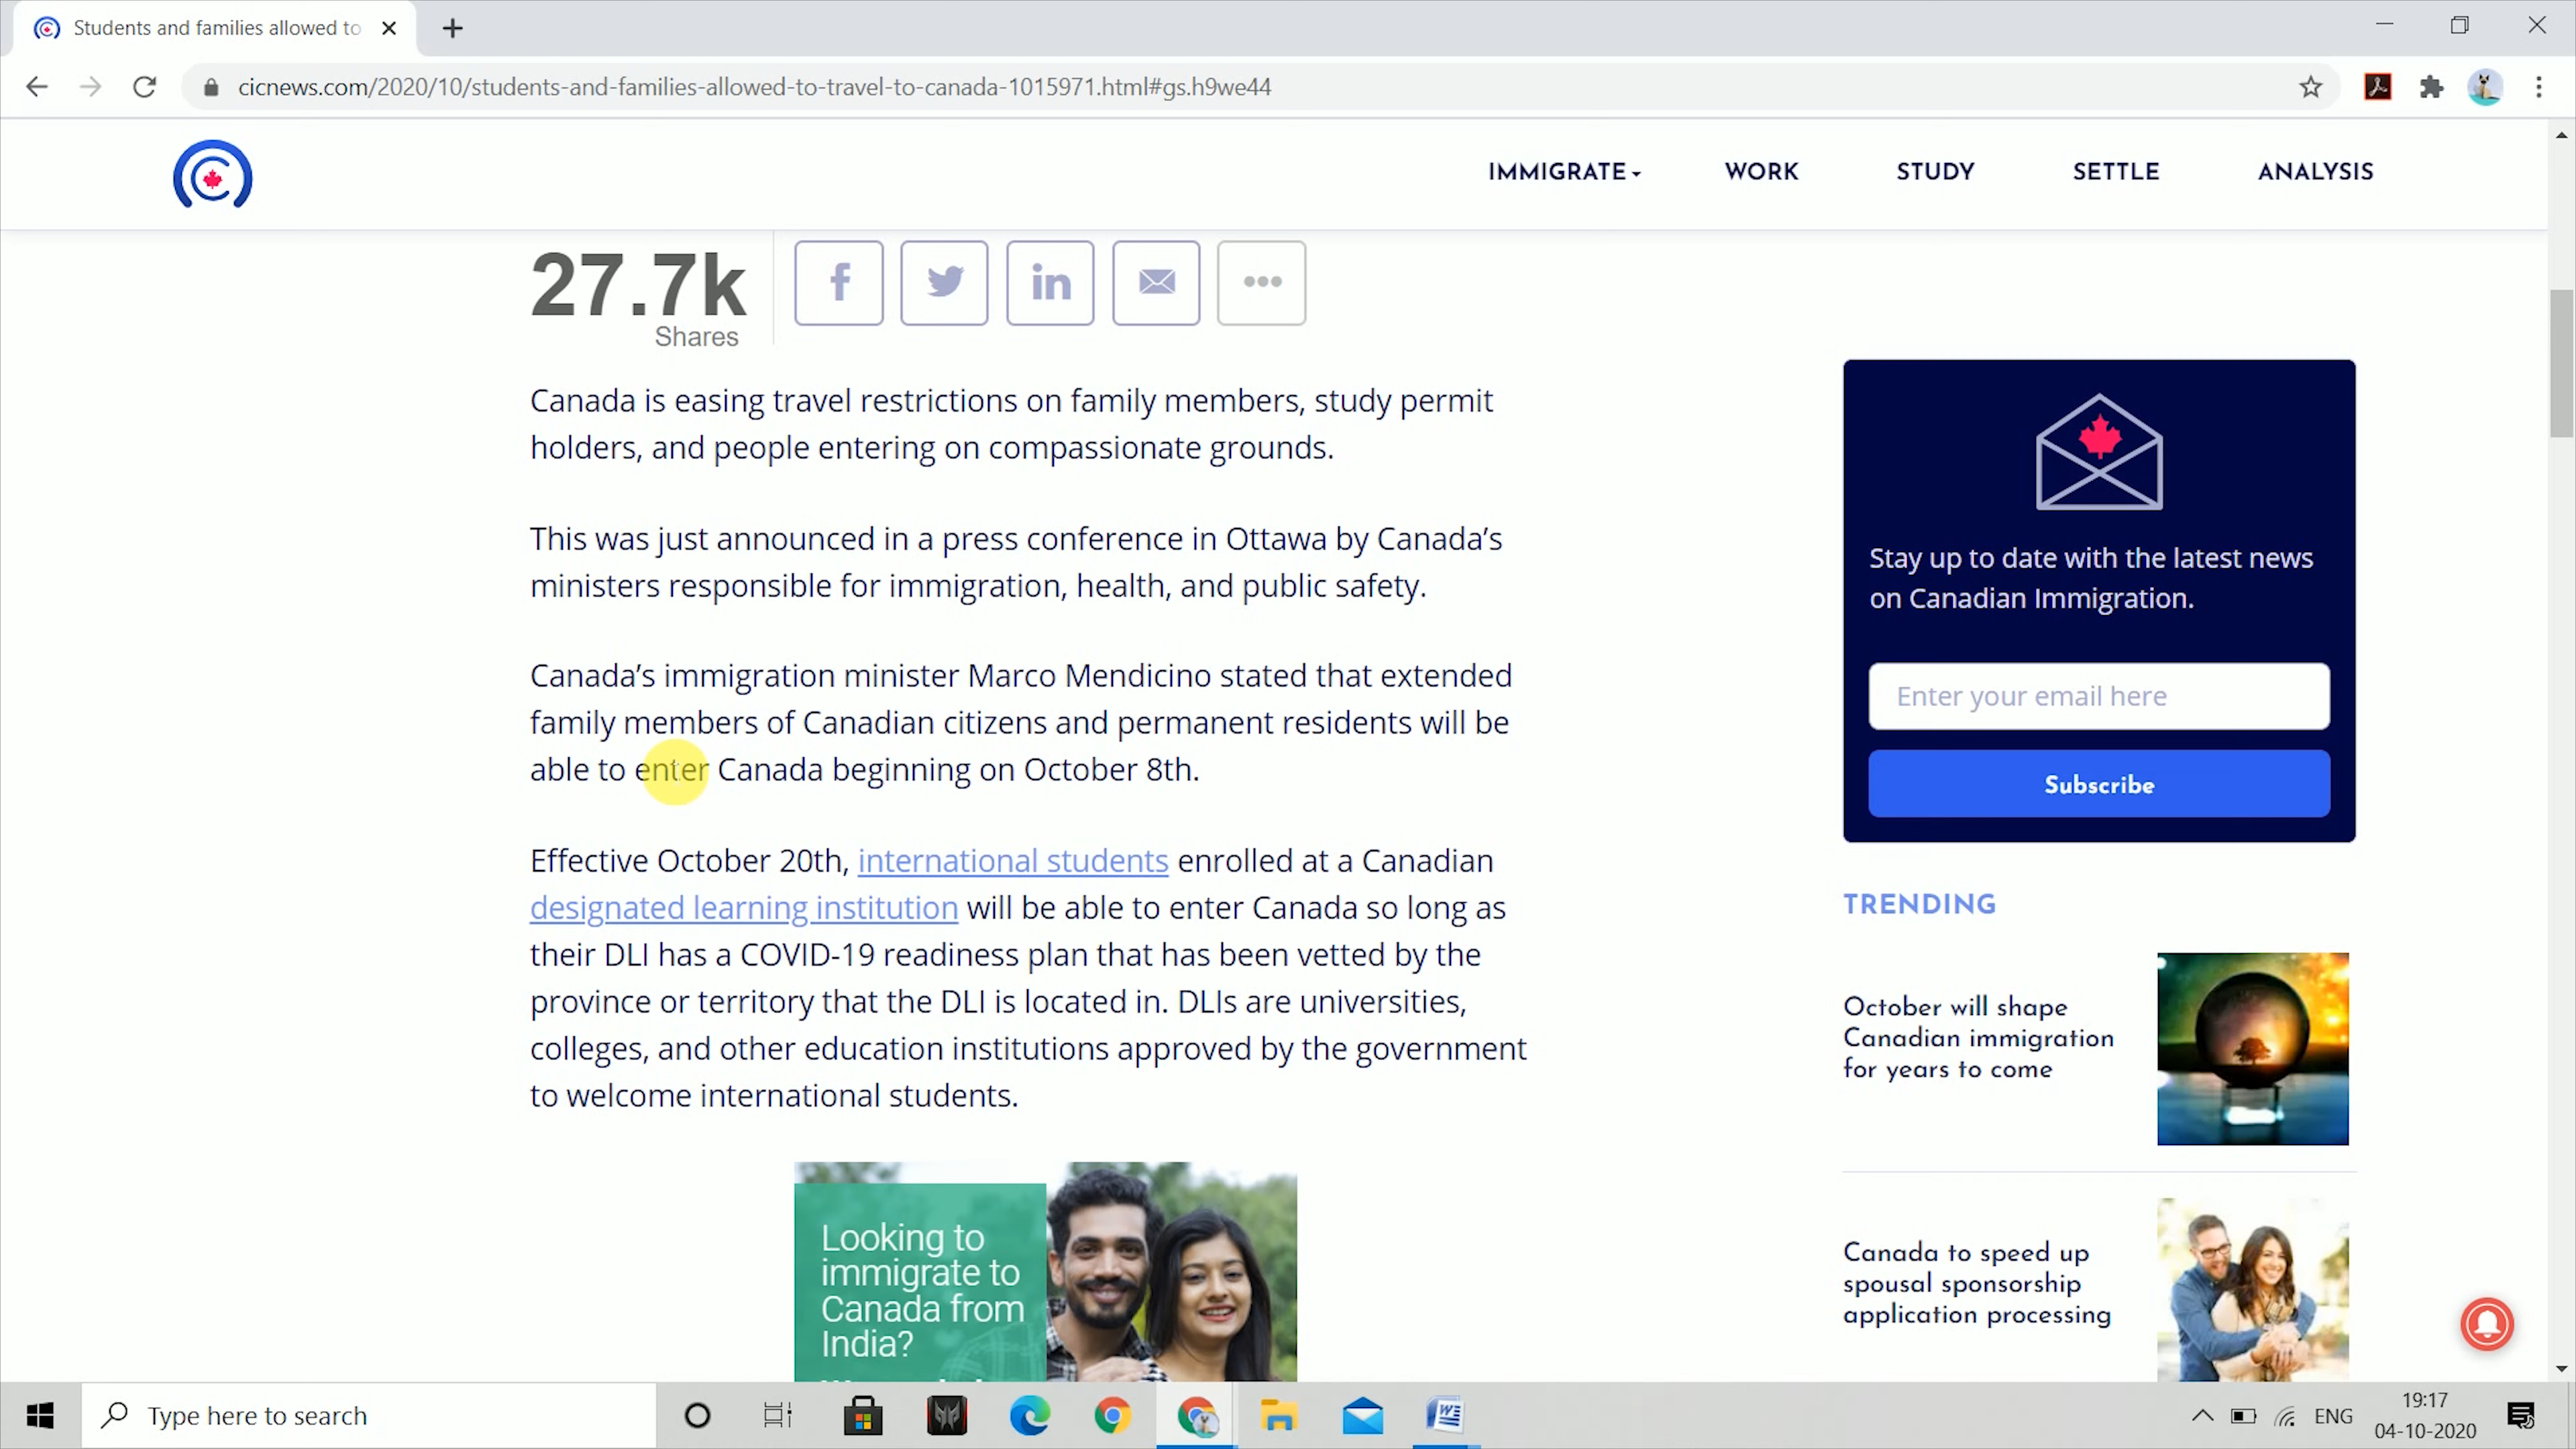 Students and families allowed to
cicnews.com/2020/10/students-and-families-allowed-to-travel-to-canada-1015971.html#gs.h9we44
IMMIGRATE
WORK
STUDY
SETTLE
ANALYSIS
27.7k
Shares
Canada is easing travel restrictions on family members, study permit
holders, and people entering on compassionate grounds.
This was just announced in a press conference in Ottawa by Canada’s
ministers responsible for immigration, health, and public safety.
Canada’s immigration minister Marco Mendicino stated that extended
family members of Canadian citizens and permanent residents will be
able to enter Canada beginning on October 8th.
Effective October 20th, international students enrolled at a Canadian
designated learning institution will be able to enter Canada so long as
their DLI has a COVID-19 readiness plan that has been vetted by the
province or territory that the DLI is located in. DLIs are universities,
colleges, and other education institutions approved by the government
to welcome international students.
Looking to
immigrate to
Canada from
India?
Stay up to date with the latest news
on Canadian Immigration.
Enter your email here
Subscribe
TRENDING
October will shape
Canadian immigration
for years to come
Canada to speed up
spousal sponsorship
application processing
Type here to search
ENG
19:17
04-10-2020